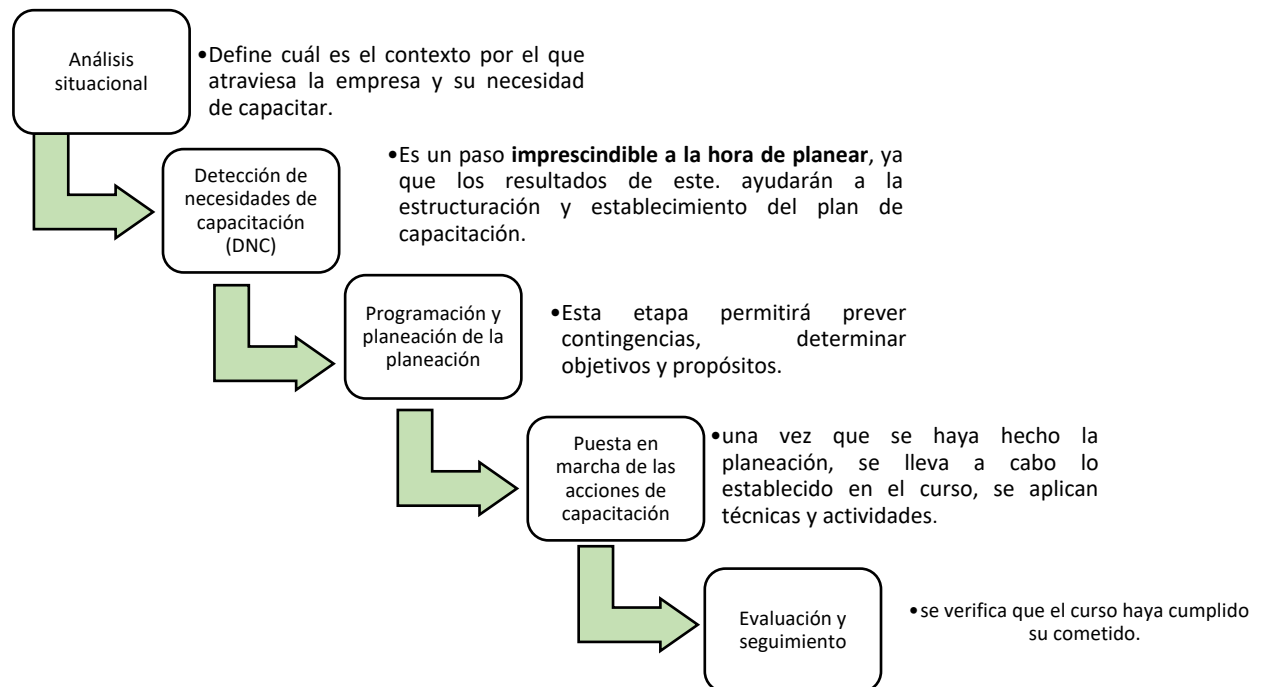 Análisis
situacional
•Define cuál es el contexto por el que
atraviesa la empresa y su necesidad
de capacitar.
Detección de
necesidades de
capacitación
(DNC)
•Es un paso imprescindible a la hora de planear, ya
que los resultados de este. ayudarán a la
estructuración y establecimiento del plan de
capacitación.
Programación y
planeación de la
planeación
•Esta etapa permitirá prever
contingencias, determinar
objetivos y propósitos.
Puesta en
marcha de las
acciones de
capacitación
•una vez que se haya hecho la
planeación, se lleva a cabo lo
establecido en el curso, se aplican
técnicas y actividades.
Evaluación y
seguimiento
•se verifica que el curso haya cumplido
su cometido.